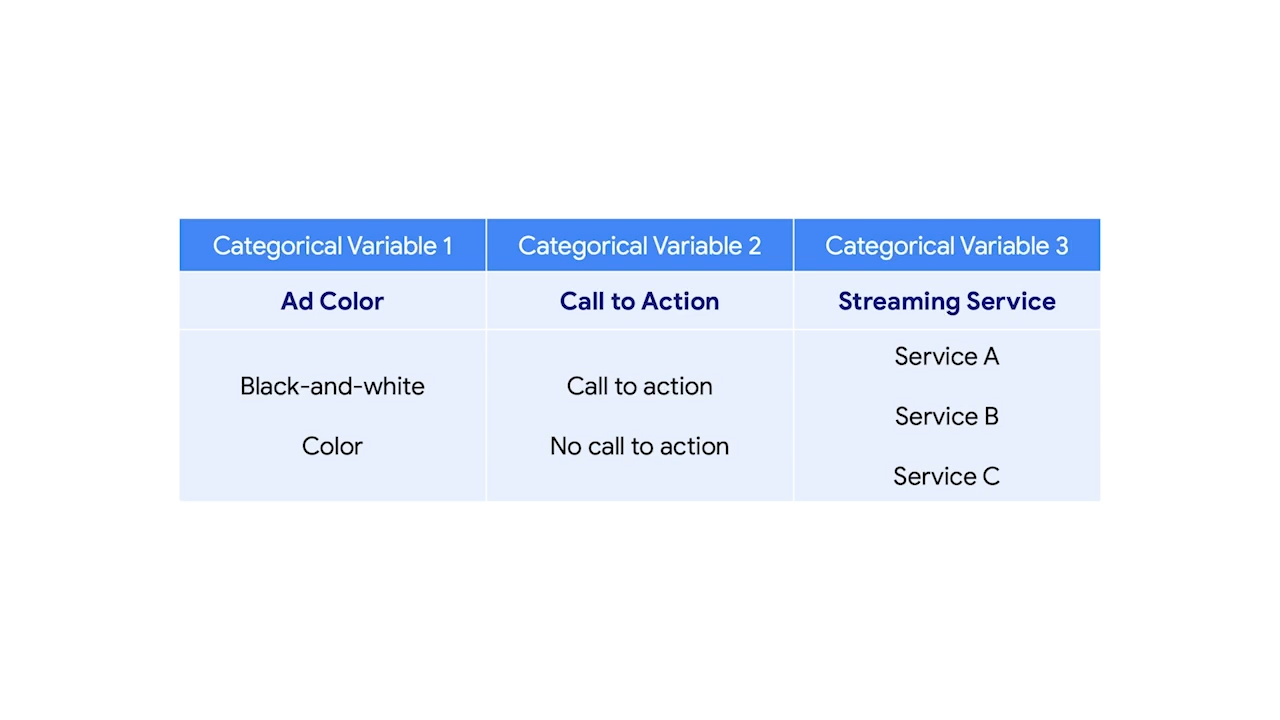 Categorical Variable 1 Categorical Variable 2 Categorical Variable 3
Ad Color Call to Action Streaming Service
Black-and-white
Color
Call to action
No call to action
Service A
Service B
Service C